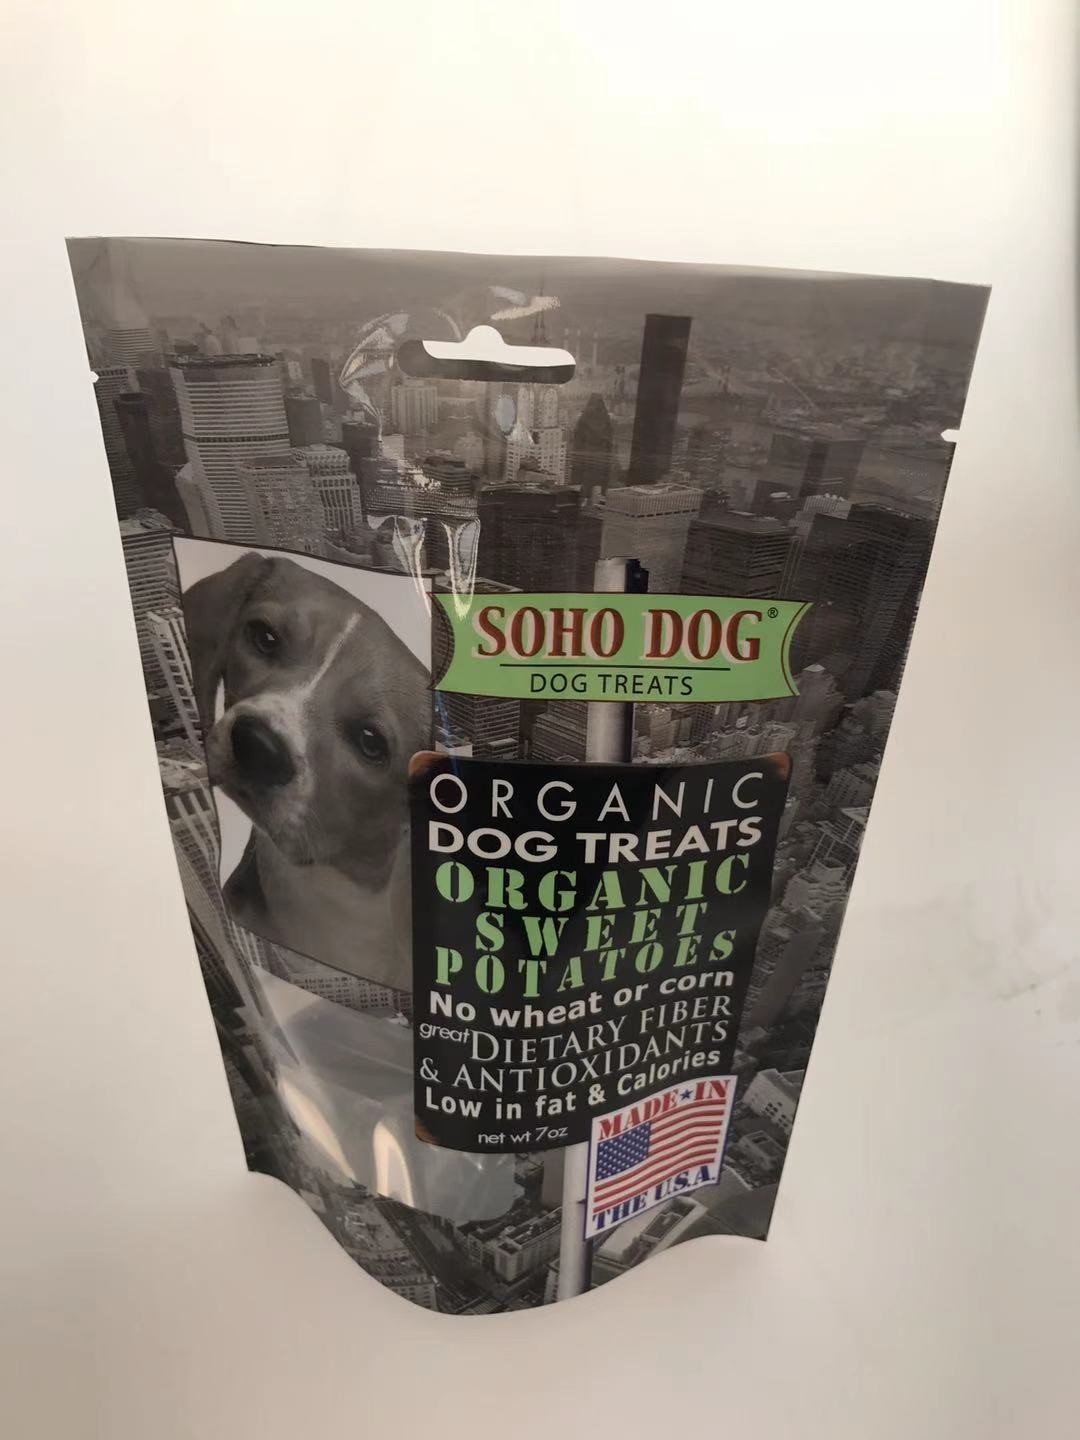 SOHO DOG®
DOG TREATS
ORGANIC
DOG TREATS
ORGANIC
SWEET
POTATOES
No wheat or corn
great DIETARY FIBER
& ANTIOXIDANTS
Low in fat & Calories
net wt 7oz
MADE★IN
THE U.S.A.